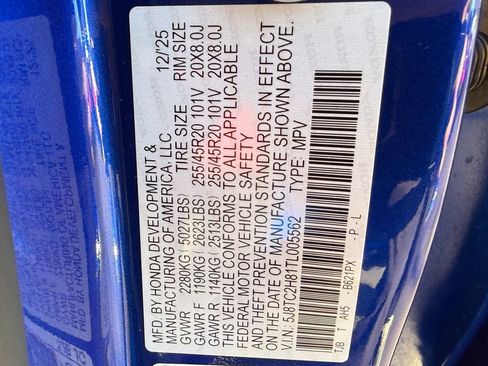 MFD. BY HONDA DEVELOPMENT & 12/'25
MANUFACTURING OF AMERICA, LLC.
TIRE SIZE RIM SIZE
GVWR 2280KG( 5027LBS)
GAWR F 1190KG( 2623LBS) 255/45R20 101V 20X8.0J
GAWR R 1140KG( 2513LBS) 255/45R20 101V 20X8.0J
THIS VEHICLE CONFORMS TO ALL APPLICABLE
FEDERAL MOTOR VEHICLE SAFETY
AND THEFT PREVENTION STANDARDS IN EFFECT
ON THE DATE OF MANUFACTURE SHOWN ABOVE.
V.I.N: 5J8TC2H81TL005562 TYPE: MPV
TJB T AH5 -B621PX -P -L